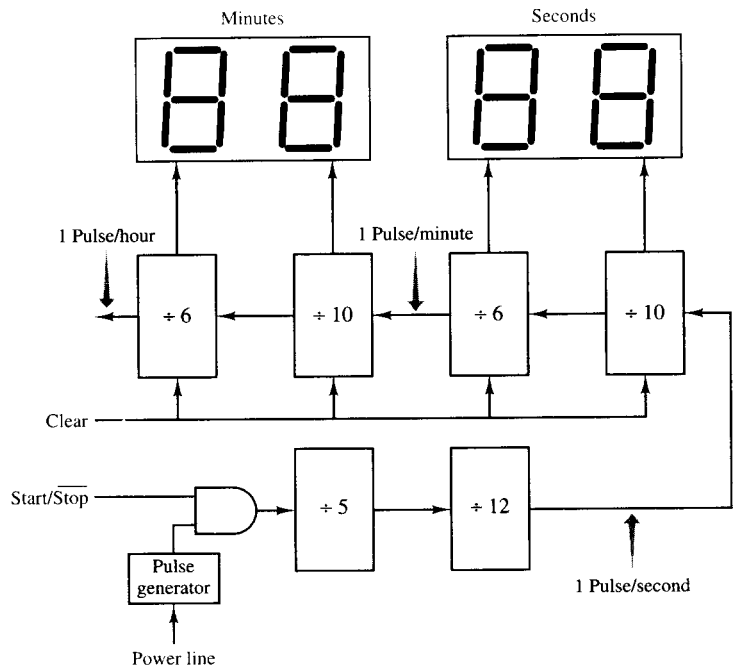 Minutes
Seconds
1 Pulse/hour
1 Pulse/minute
÷ 6
÷ 10
÷ 6
÷ 10
Clear
Start/Stop
÷ 5
÷ 12
Pulse
generator
1 Pulse/second
Power line